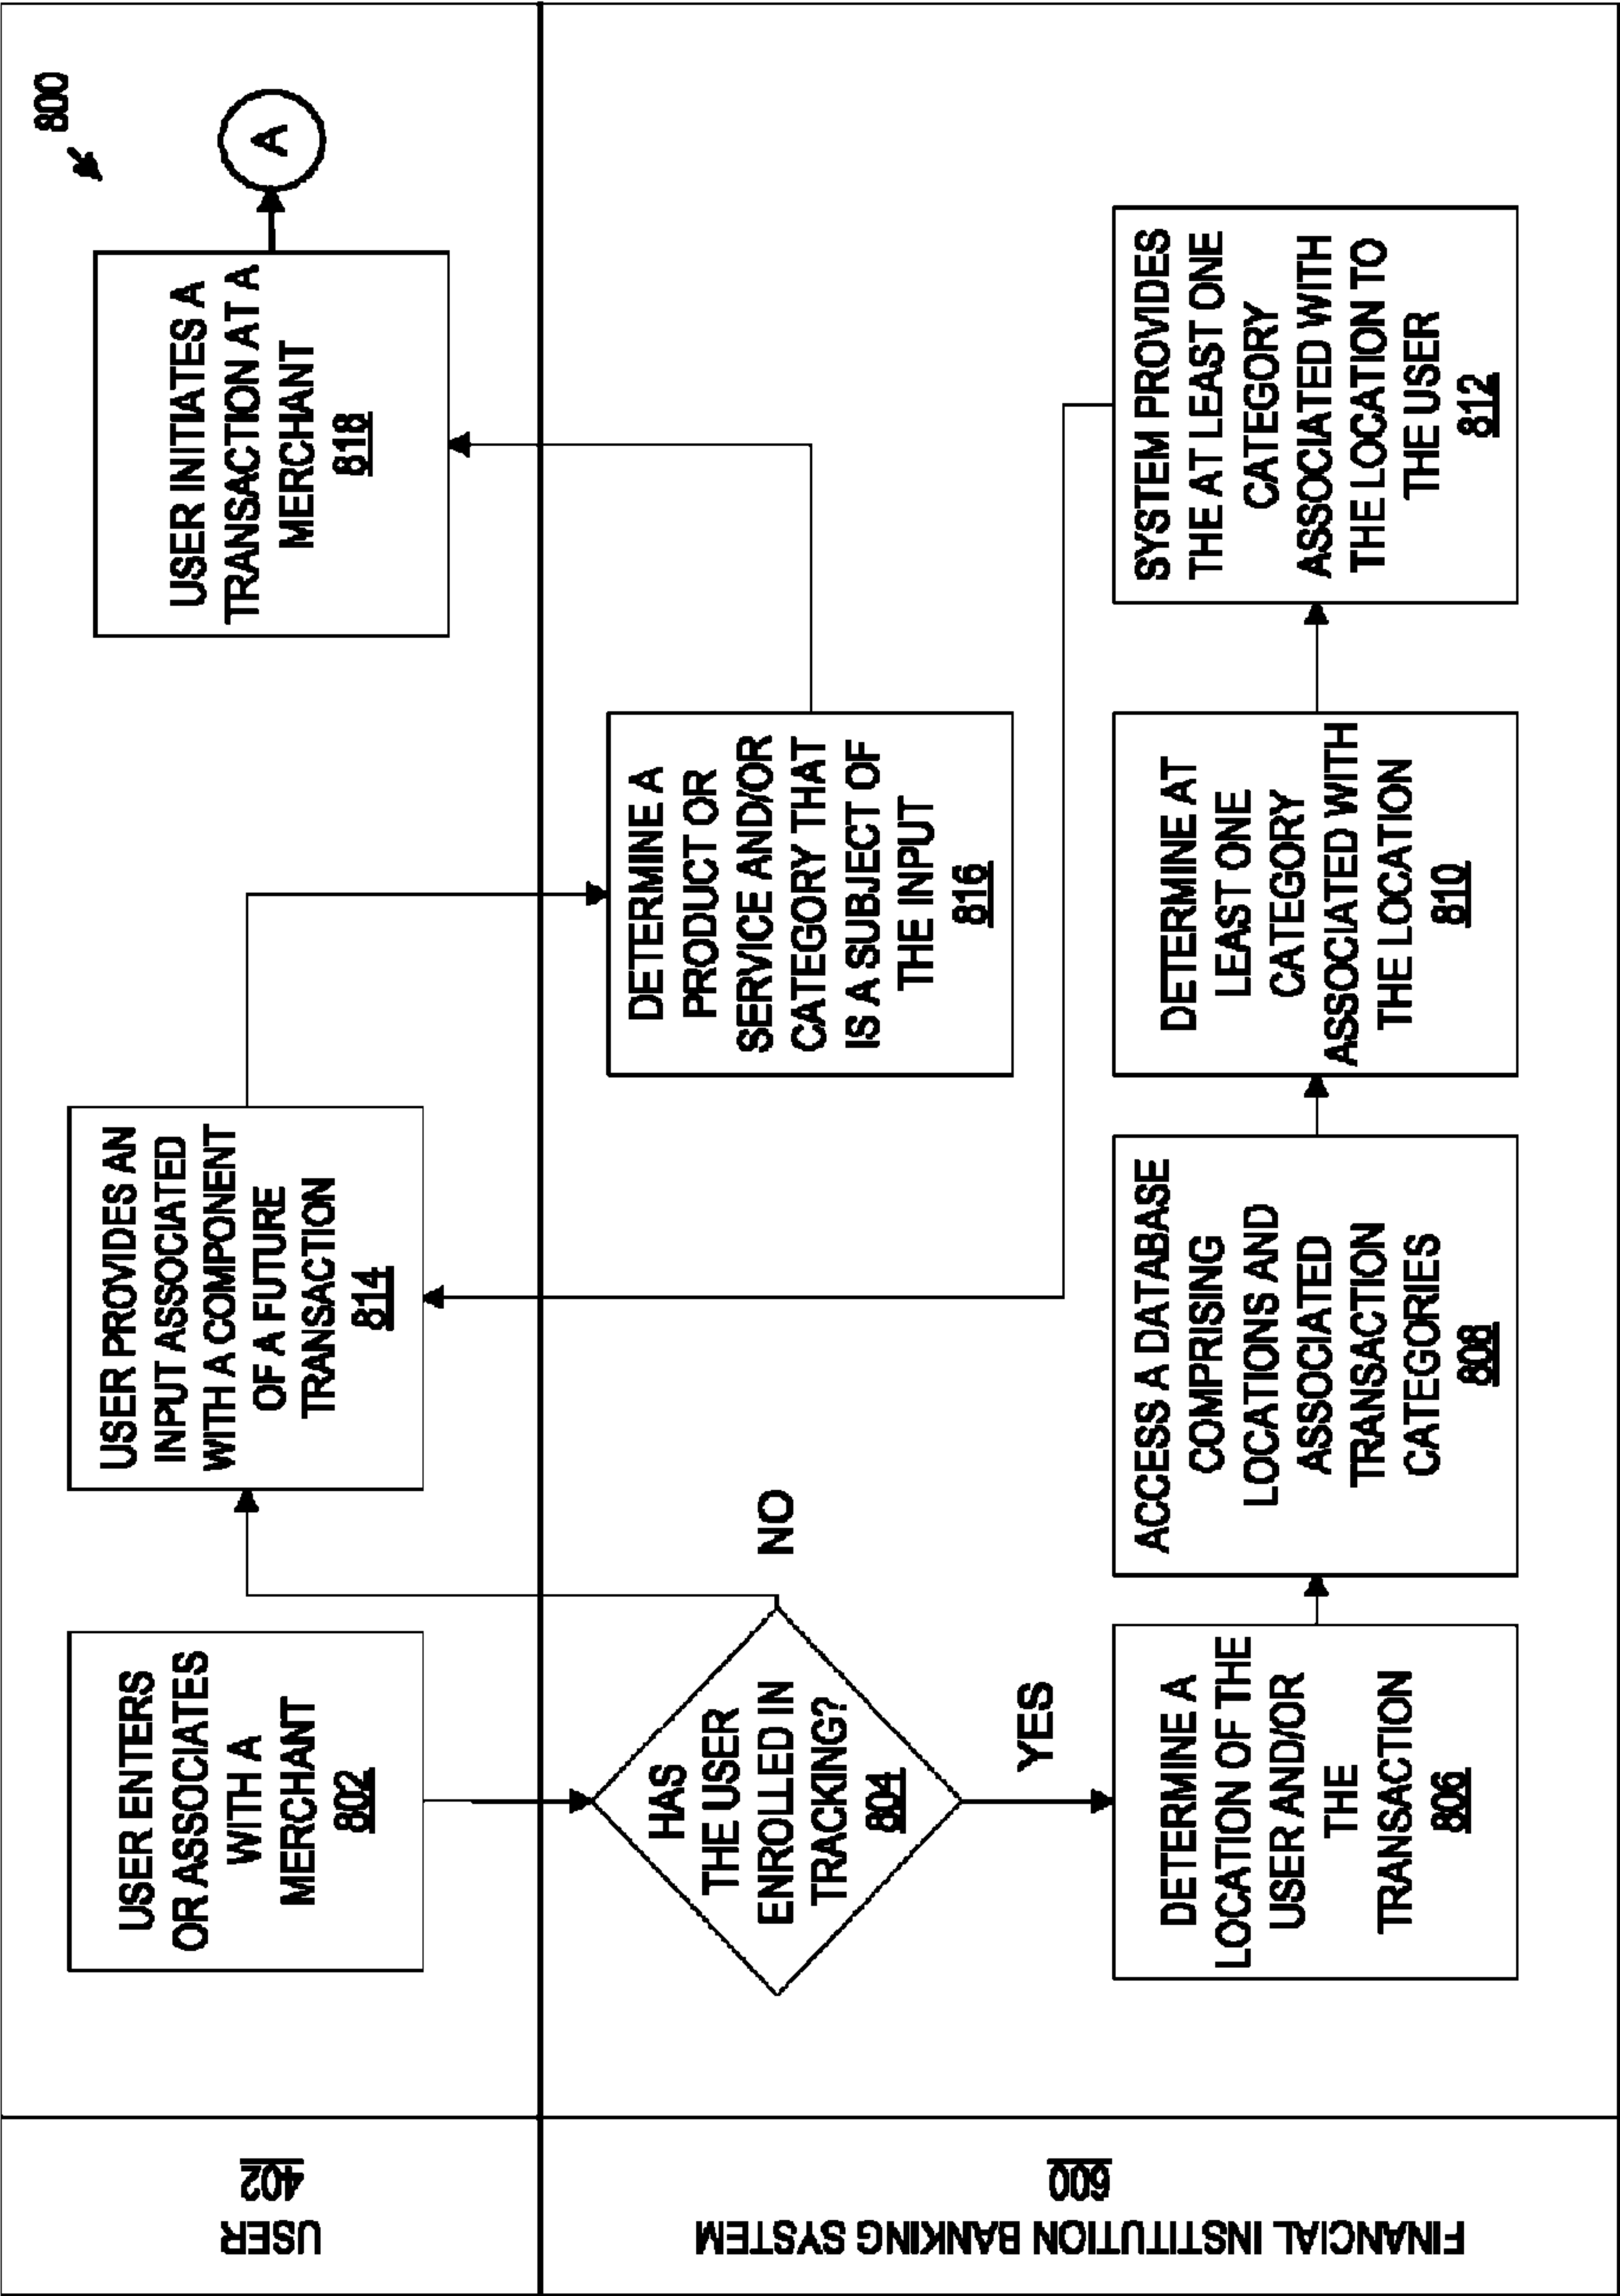 800
USER
402
USER ENTERS
OR ASSOCIATES
WITH A
MERCHANT
802
USER PROVIDES AN
INPUT ASSOCIATED
WITH A COMPONENT
OF A FUTURE
TRANSACTION
814
USER INITIATES A
TRANSACTION AT A
MERCHANT
818
A
FINANCIAL INSTITUTION BANKING SYSTEM
600
HAS
THE USER
ENROLLED IN
TRACKING?
804
NO
YES
DETERMINE A
PRODUCT OR
SERVICE AND/OR
CATEGORY THAT
IS A SUBJECT OF
THE INPUT
816
DETERMINE A
LOCATION OF THE
USER AND/OR
THE
TRANSACTION
806
ACCESS A DATABASE
COMPRISING
LOCATIONS AND
ASSOCIATED
TRANSACTION
CATEGORIES
808
DETERMINE AT
LEAST ONE
CATEGORY
ASSOCIATED WITH
THE LOCATION
810
SYSTEM PROVIDES
THE AT LEAST ONE
CATEGORY
ASSOCIATED WITH
THE LOCATION TO
THE USER
812